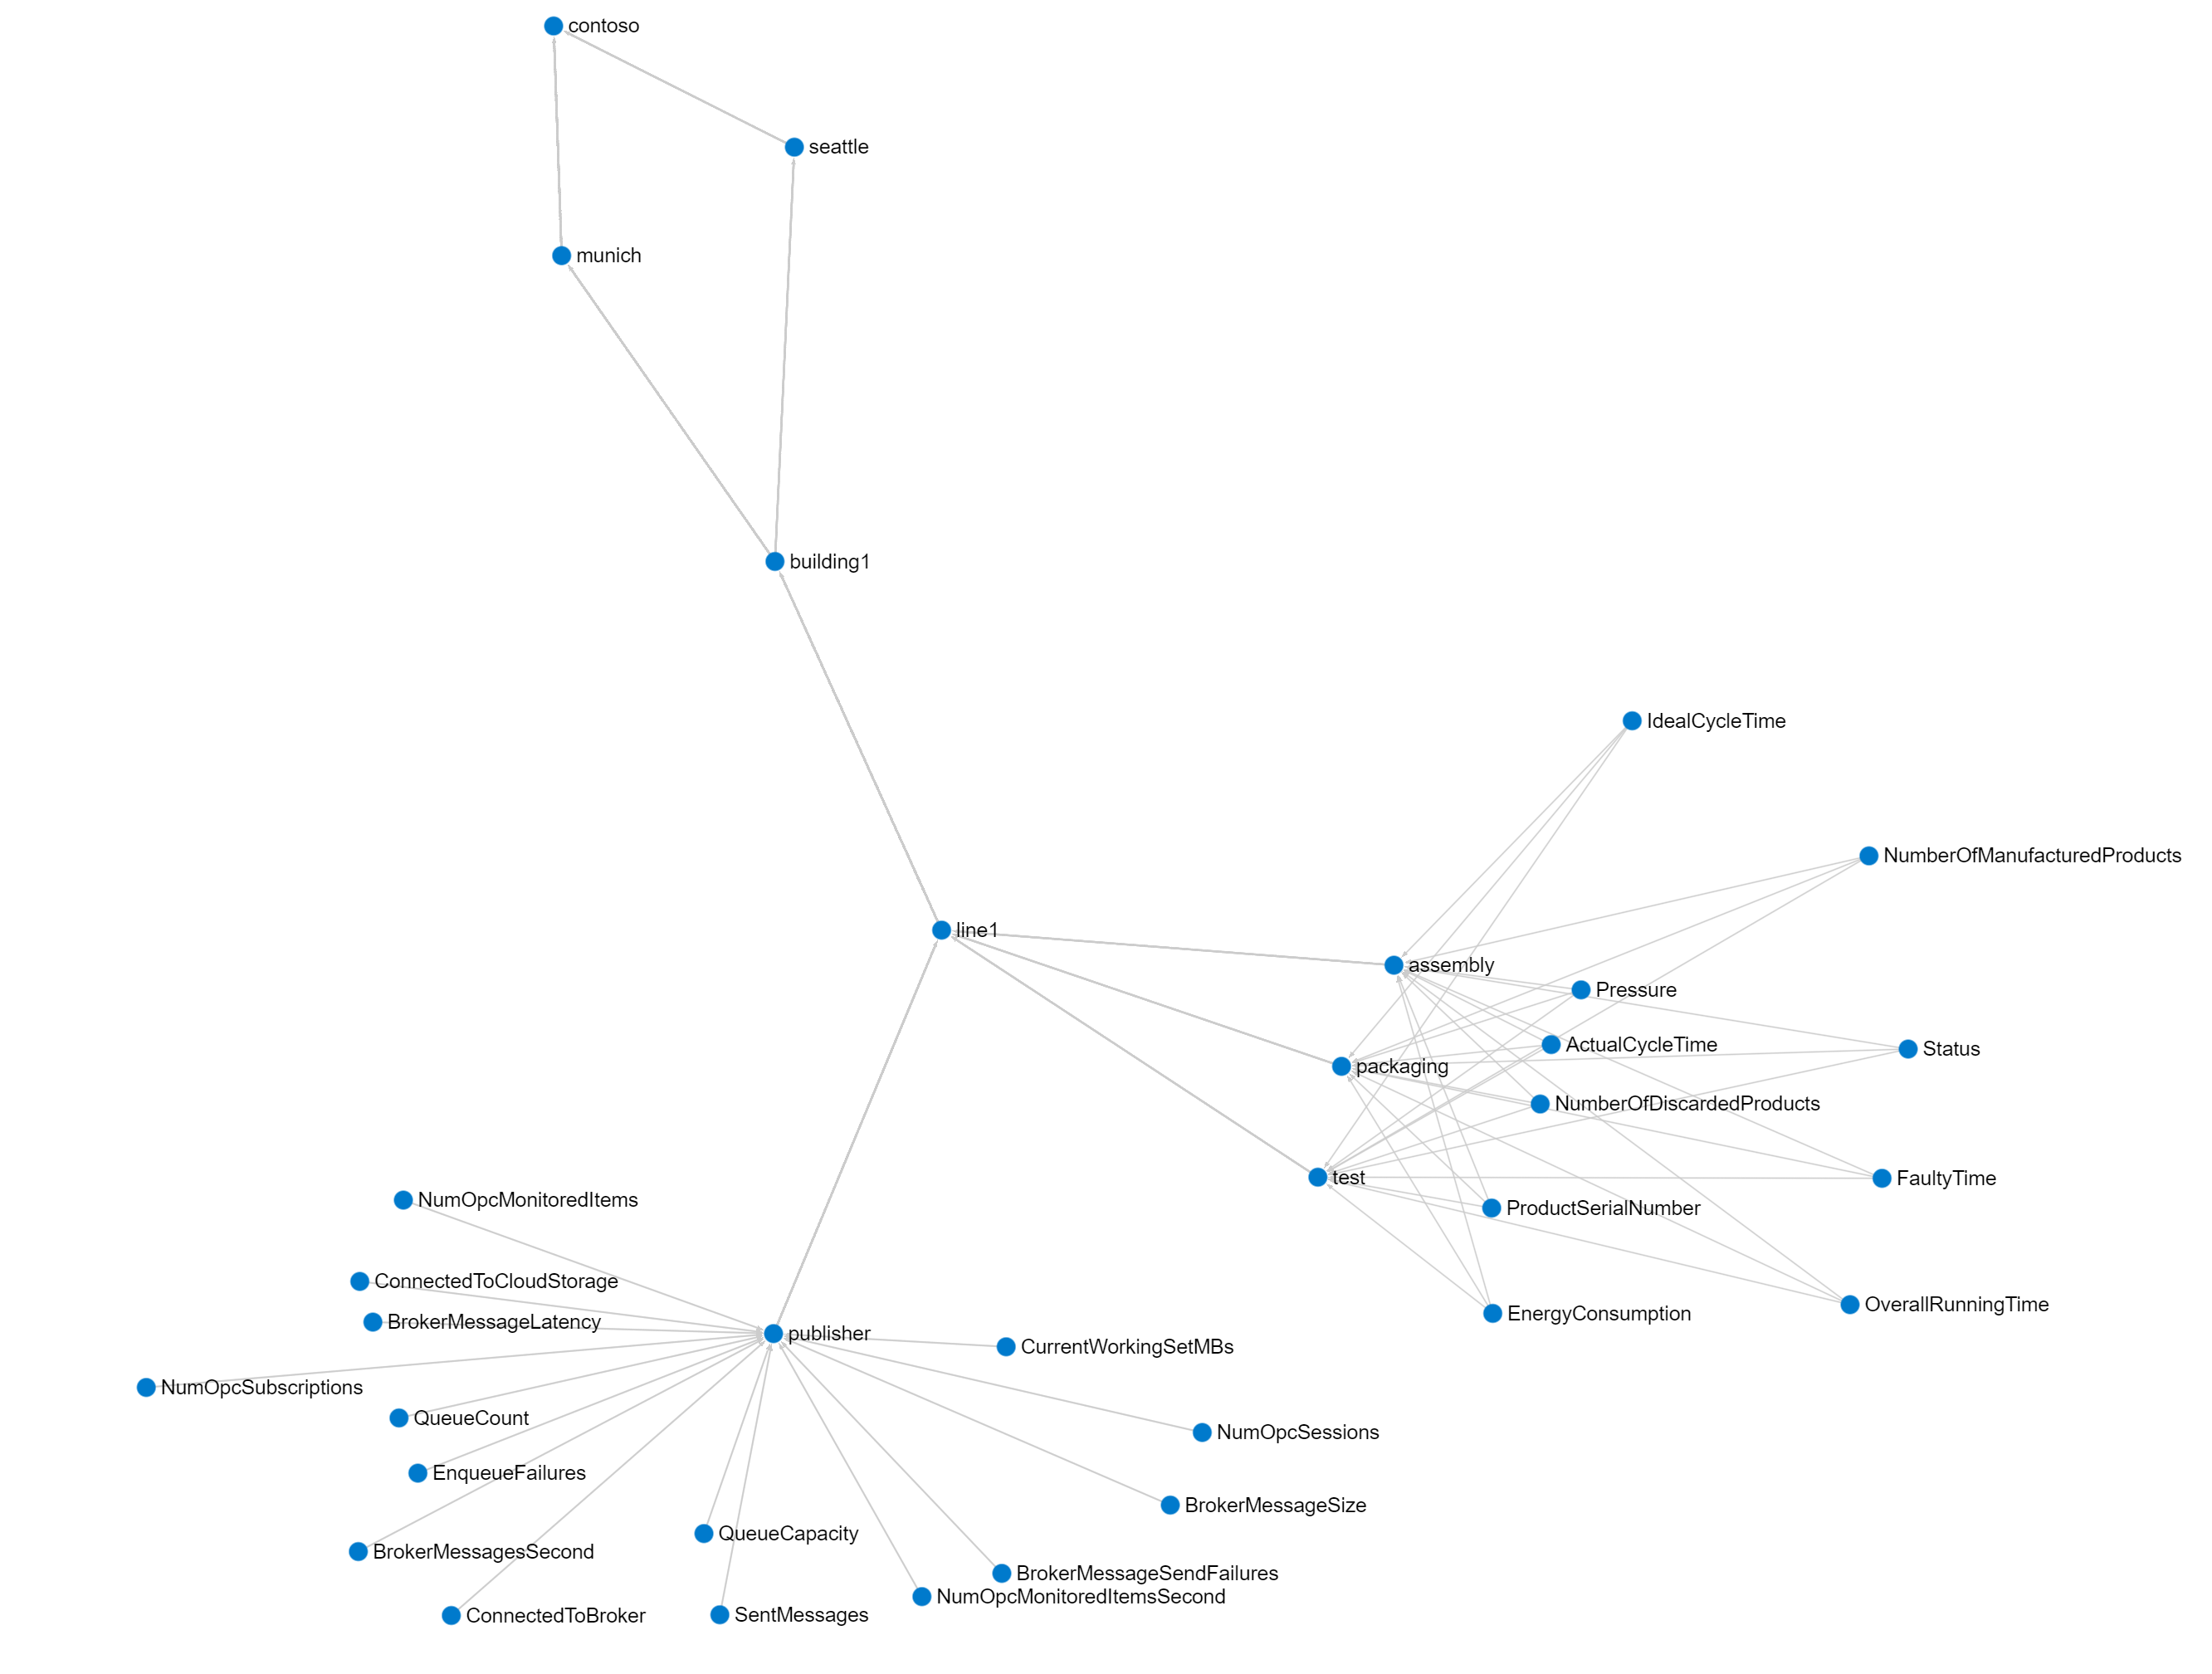 contoso
seattle
munich
building1
IdealCycleTime
NumberOfManufacturedProducts
line1
assembly
Pressure
ActualCycleTime
Status
packaging
NumberOfDiscardedProducts
test
FaultyTime
NumOpcMonitoredItems
ProductSerialNumber
ConnectedToCloudStorage
OverallRunningTime
EnergyConsumption
BrokerMessageLatency
publisher
CurrentWorkingSetMBs
NumOpcSubscriptions
QueueCount
NumOpcSessions
EnqueueFailures
BrokerMessageSize
QueueCapacity
BrokerMessagesSecond
BrokerMessageSendFailures
NumOpcMonitoredItemsSecond
ConnectedToBroker
SentMessages